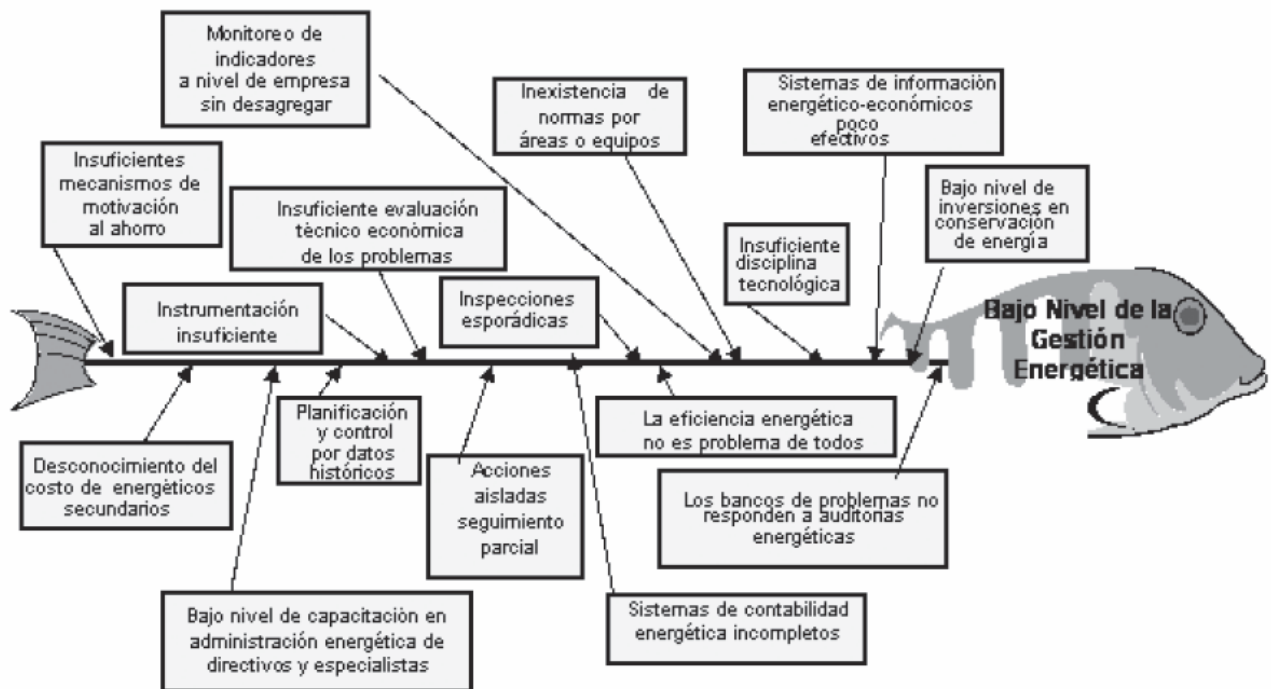 Monitoreo de
indicadores
a nivel de empresa
sin desagregar
Inexistencia de
normas por
áreas o equipos
Sistemas de información
energético-económicos
poco
efectivos
Insuficientes
mecanismos de
motivación
al ahorro
Insuficiente evaluación
técnico económica
de los problemas
Insuficiente
disciplina
tecnológica
Bajo nivel de
inversiones en
conservación
de energía
Instrumentación
insuficiente
Inspecciones
esporádicas
Bajo Nivel de la
Gestión
Energética
Desconocimiento del
costo de energéticos
secundarios
Planificación
y control
por datos
históricos
Acciones
aisladas
seguimiento
parcial
La eficiencia energética
no es problema de todos
Los bancos de problemas no
responden a auditorias
energéticas
Bajo nivel de capacitación en
administración energética de
directivos y especialistas
Sistemas de contabilidad
energética incompletos